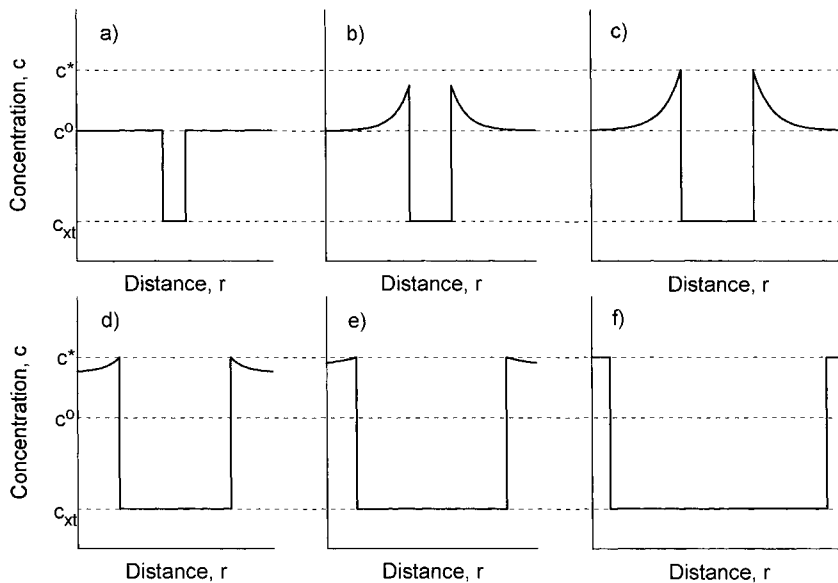 a)
b)
c)
Concentration, c
c*
c°
c_xt
Distance, r
Distance, r
Distance, r
d)
e)
f)
Concentration, c
c*
c°
c_xt
Distance, r
Distance, r
Distance, r